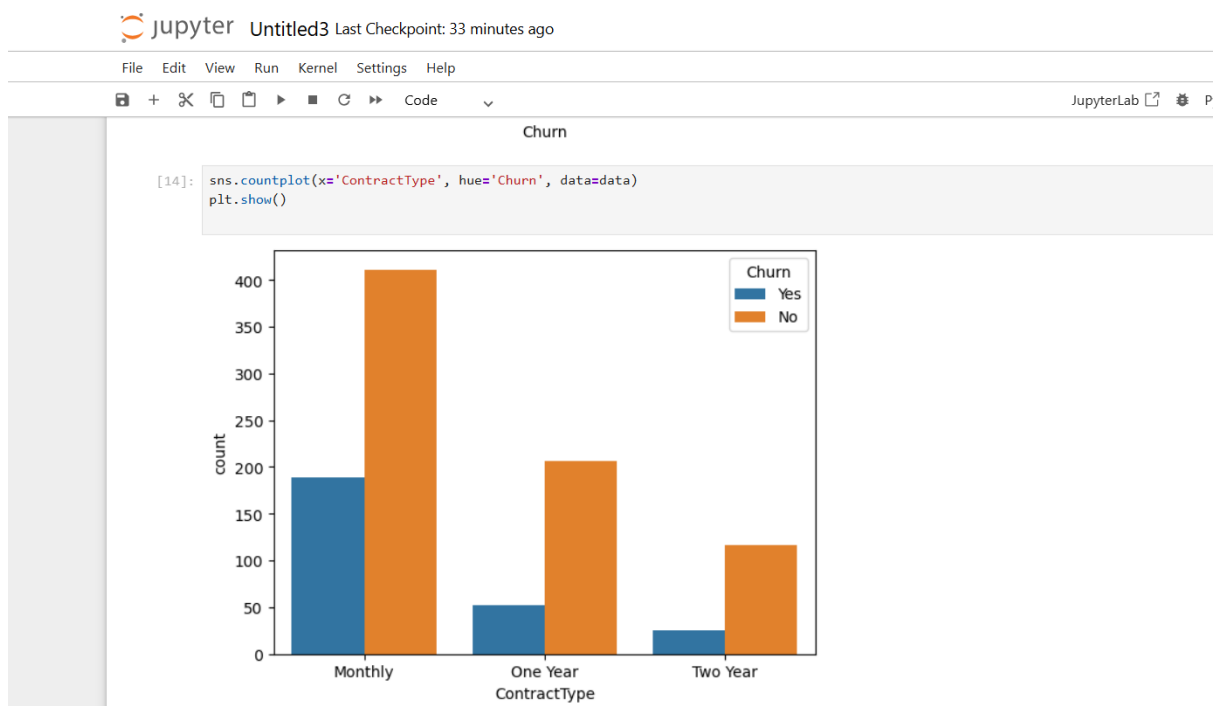 jupyter Untitled3 Last Checkpoint: 33 minutes ago
File Edit View Run Kernel Settings Help
Code JupyterLab P
Churn
[14]: sns.countplot(x='ContractType', hue='Churn', data=data)
plt.show()
Churn
Yes
No
400
350
300
250
200
150
100
50
0
count
Monthly One Year Two Year
ContractType